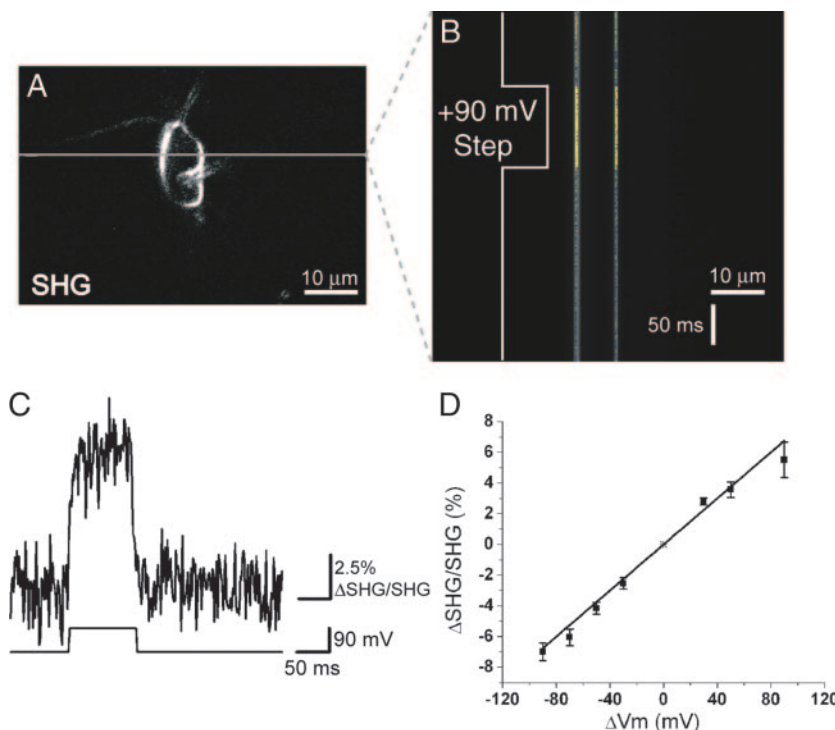 A
SHG
10 μm
B
+90 mV
Step
10 μm
50 ms
C
2.5%
ΔSHG/SHG
90 mV
50 ms
D
ΔSHG/SHG (%)
8
6
4
2
0
-2
-4
-6
-8
-120 -80 -40 0 40 80 120
ΔVm (mV)